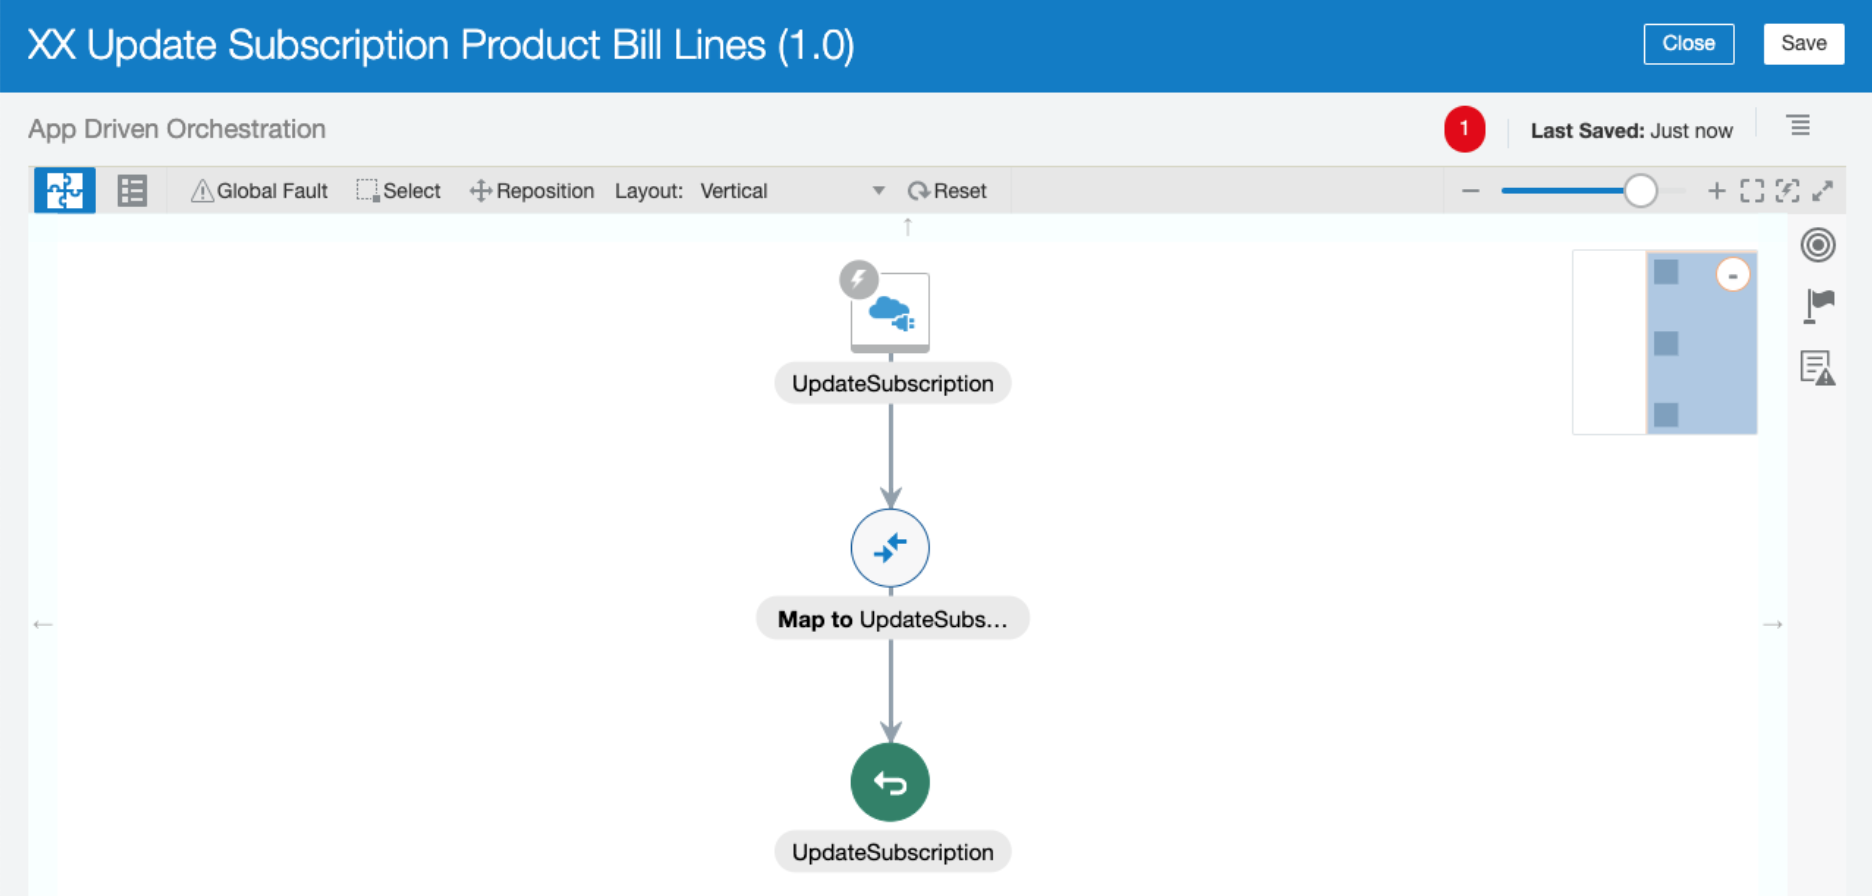 XX Update Subscription Product Bill Lines (1.0)
Close
Save
App Driven Orchestration
1
Last Saved: Just now
Global Fault
Select
Reposition
Layout: Vertical
Reset
UpdateSubscription
Map to UpdateSubs...
UpdateSubscription